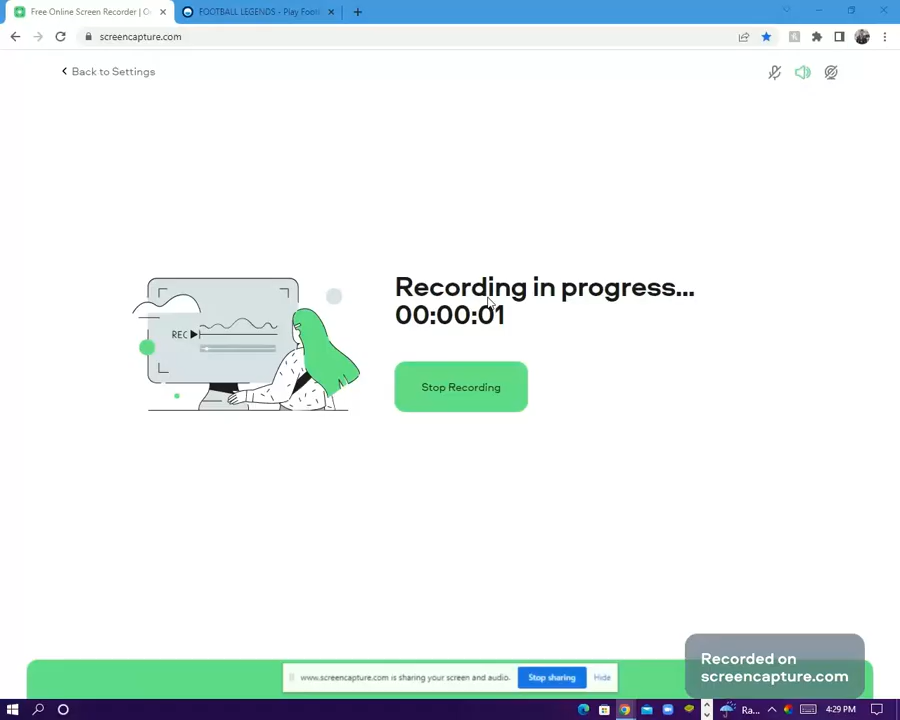 Free Online Screen Recorder | O
FOOTBALL LEGENDS - Play Footl
screencapture.com
Back to Settings
Recording in progress...
00:00:01
REC
Stop Recording
www.screencapture.com is sharing your screen and audio.
Stop sharing
Hide
Recorded on
screencapture.com
Ra...
4:29 PM